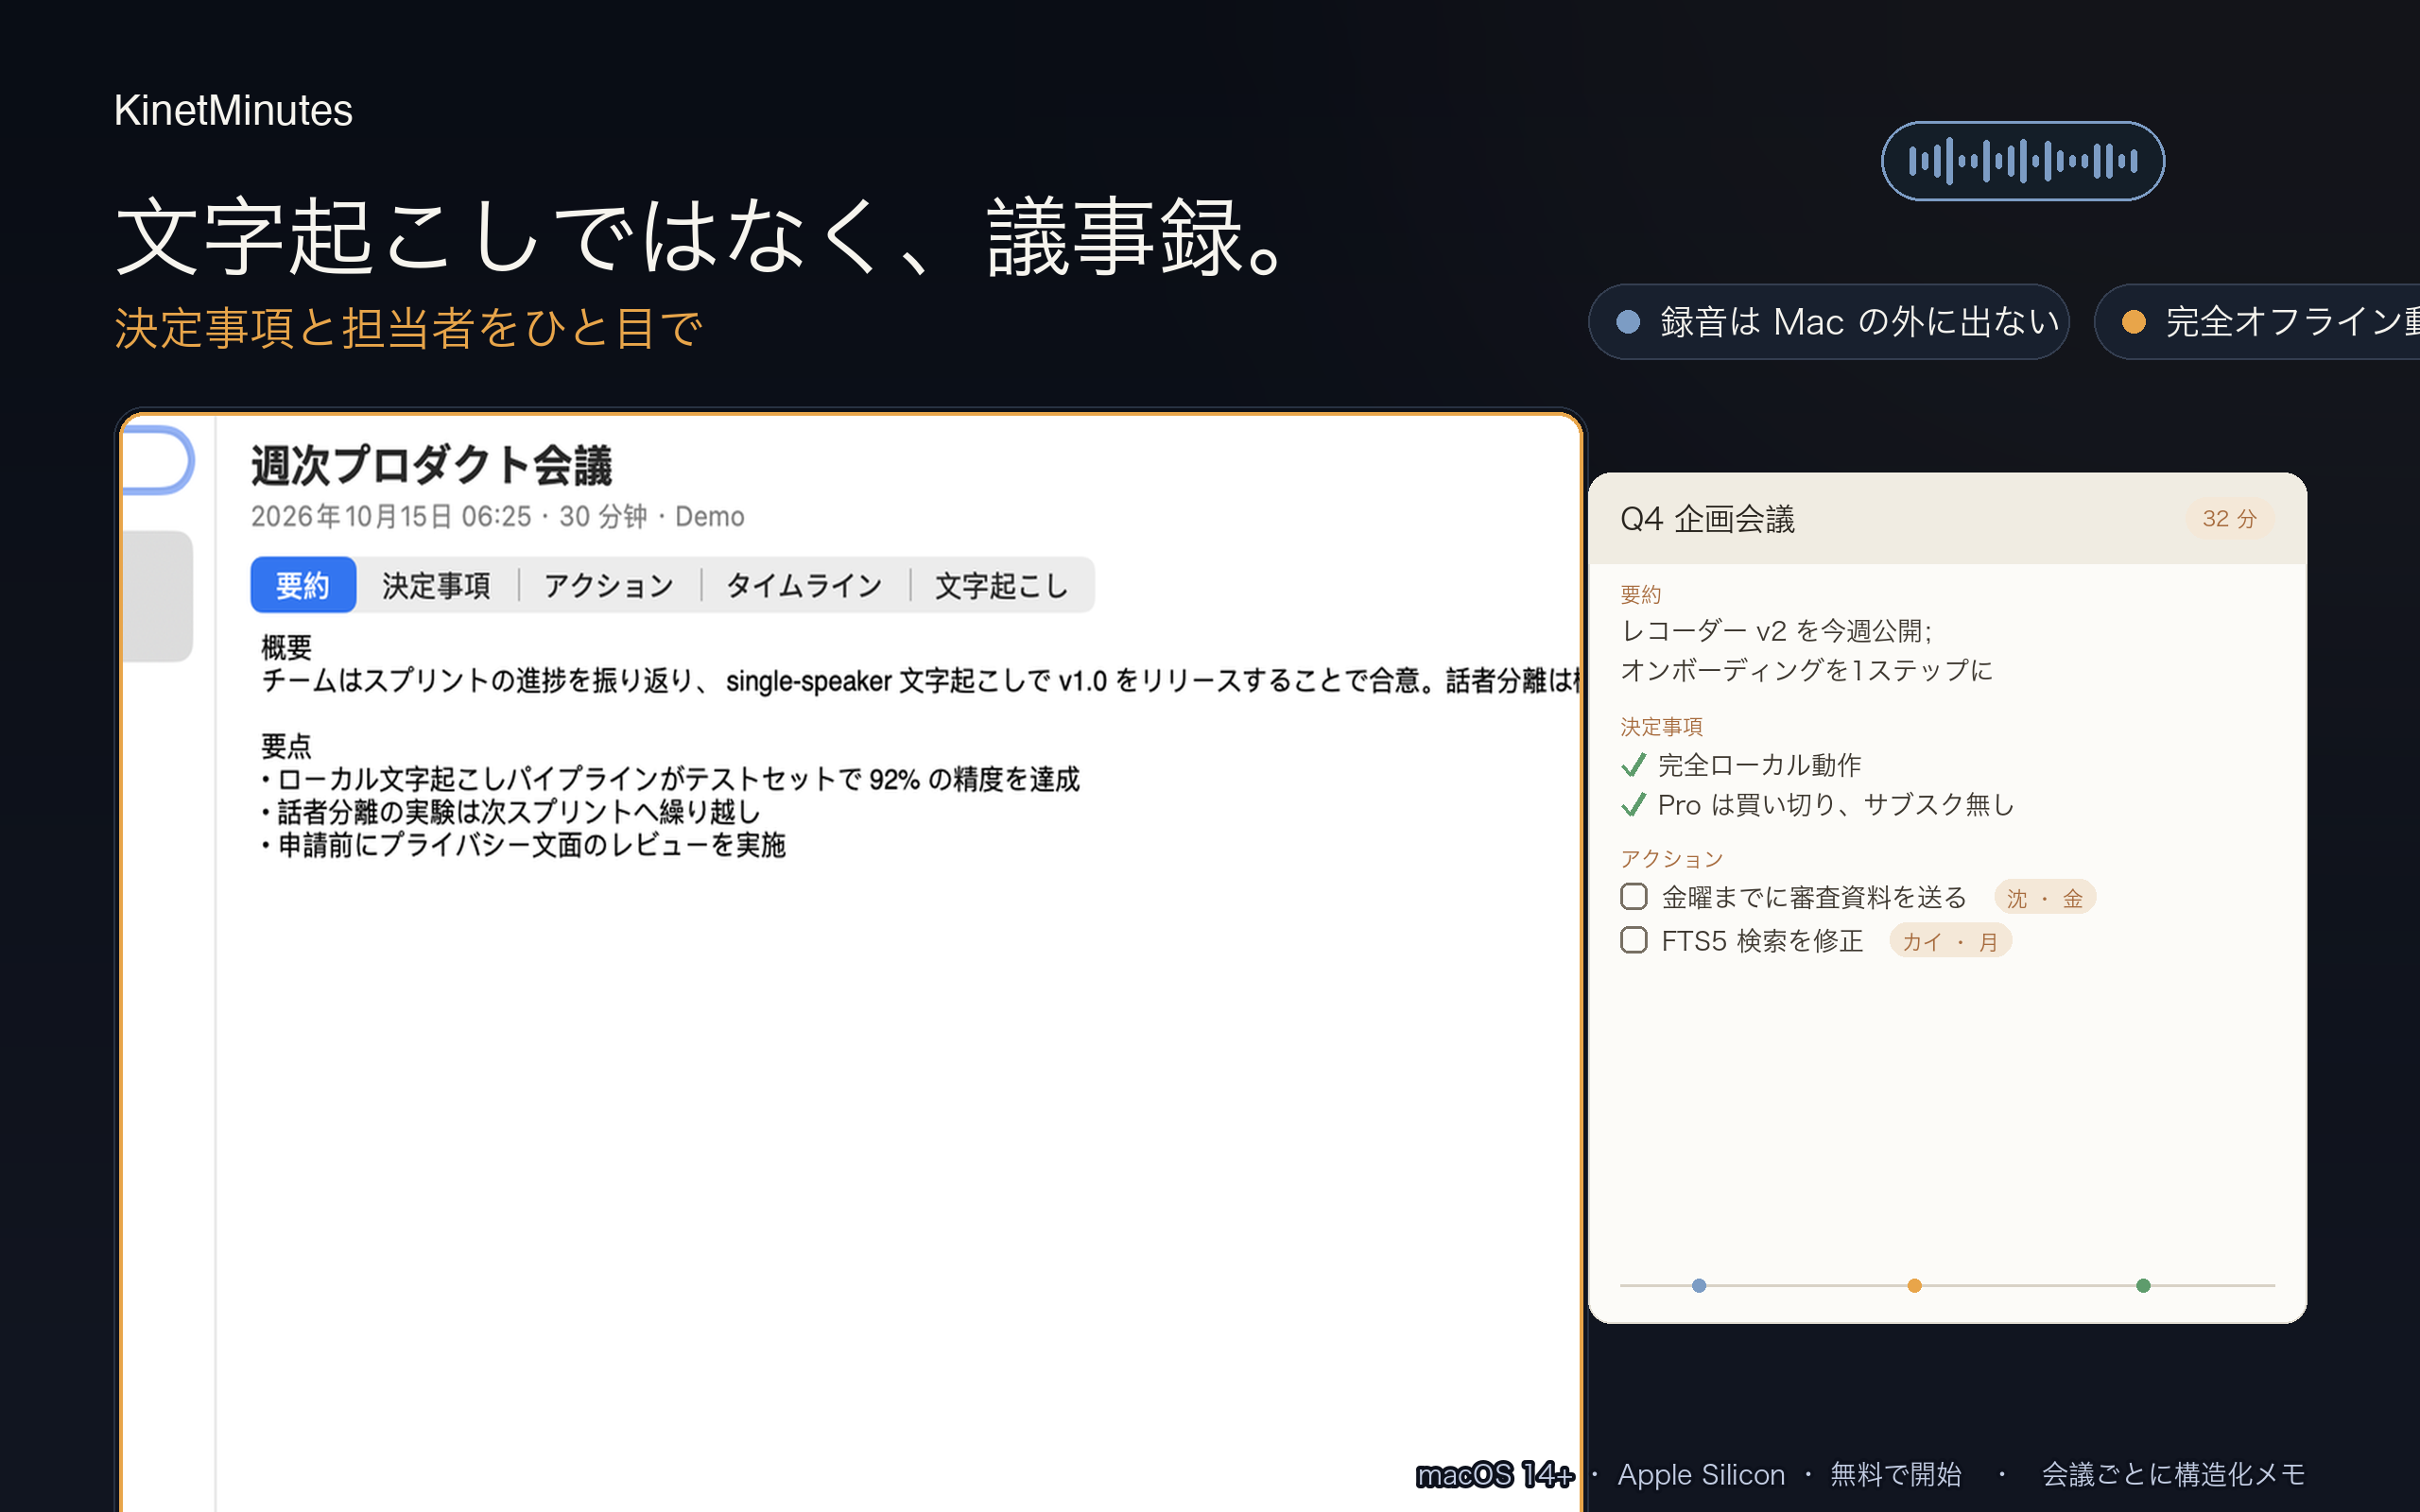 KinetMinutes
文字起こしではなく、議事録。
決定事項と担当者をひと目で
録音は Mac の外に出ない
完全オフライン
週次プロダクト会議
2026年10月15日 06:25 · 30 分钟 · Demo
要約 決定事項 アクション タイムライン 文字起こし
概要
チームはスプリントの進捗を振り返り、 single-speaker 文字起こしで v1.0 をリリースすることで合意。話者分離は
要点
• ローカル文字起こしパイプラインがテストセットで 92% の精度を達成
• 話者分離の実験は次スプリントへ繰り越し
• 申請前にプライバシー文面のレビューを実施
Q4 企画会議
32 分
要約
レコーダー v2 を今週公開;
オンボーディングを1ステップに
決定事項
完全ローカル動作
Pro は買い切り、サブスク無し
アクション
金曜までに審査資料を送る 沈 · 金
FTS5 検索を修正 カイ · 月
macOS 14+ · Apple Silicon · 無料で開始 · 会議ごとに構造化メモ